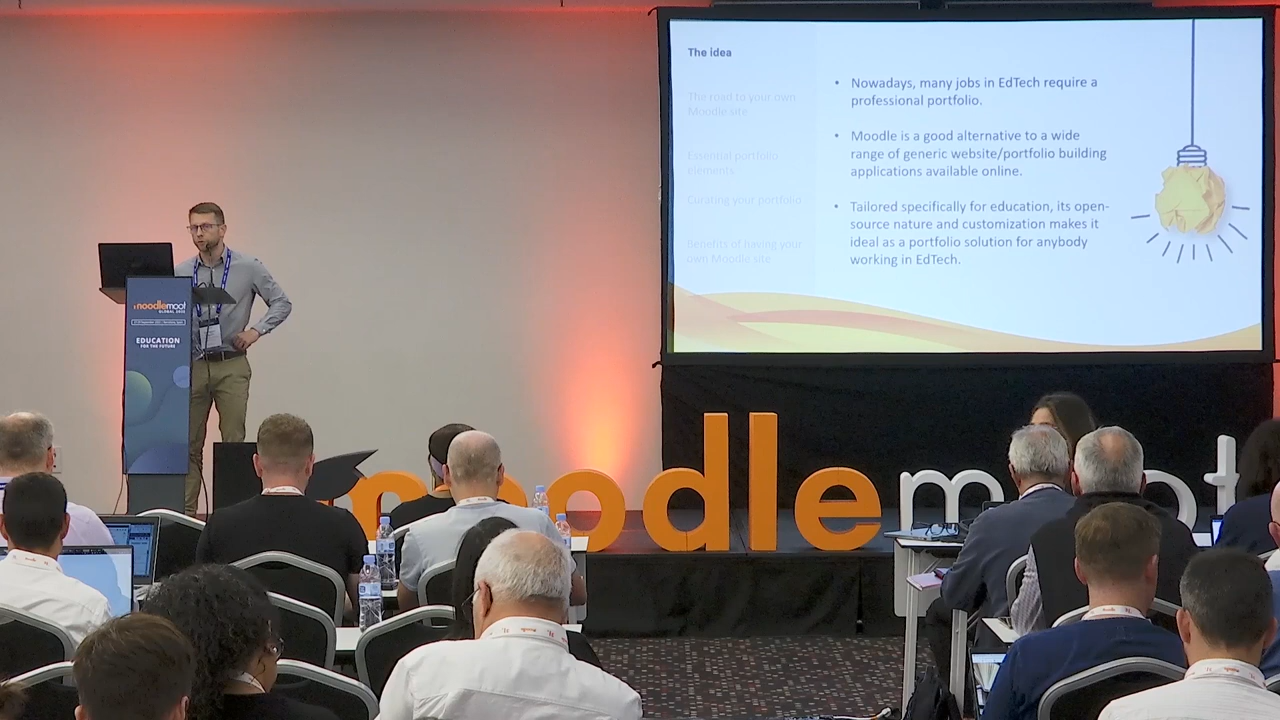 The idea
The road to your own
Moodle site
Essential portfolio
elements
Curating your portfolio
Benefits of having your
own Moodle site
• Nowadays, many jobs in EdTech require a
professional portfolio.
• Moodle is a good alternative to a wide
range of generic website/portfolio building
applications available online.
• Tailored specifically for education, its open-
source nature and customization makes it
ideal as a portfolio solution for anybody
working in EdTech.
moodlemoot
GLOBAL
EDUCATION
FOR THE FUTURE
moodle m ot